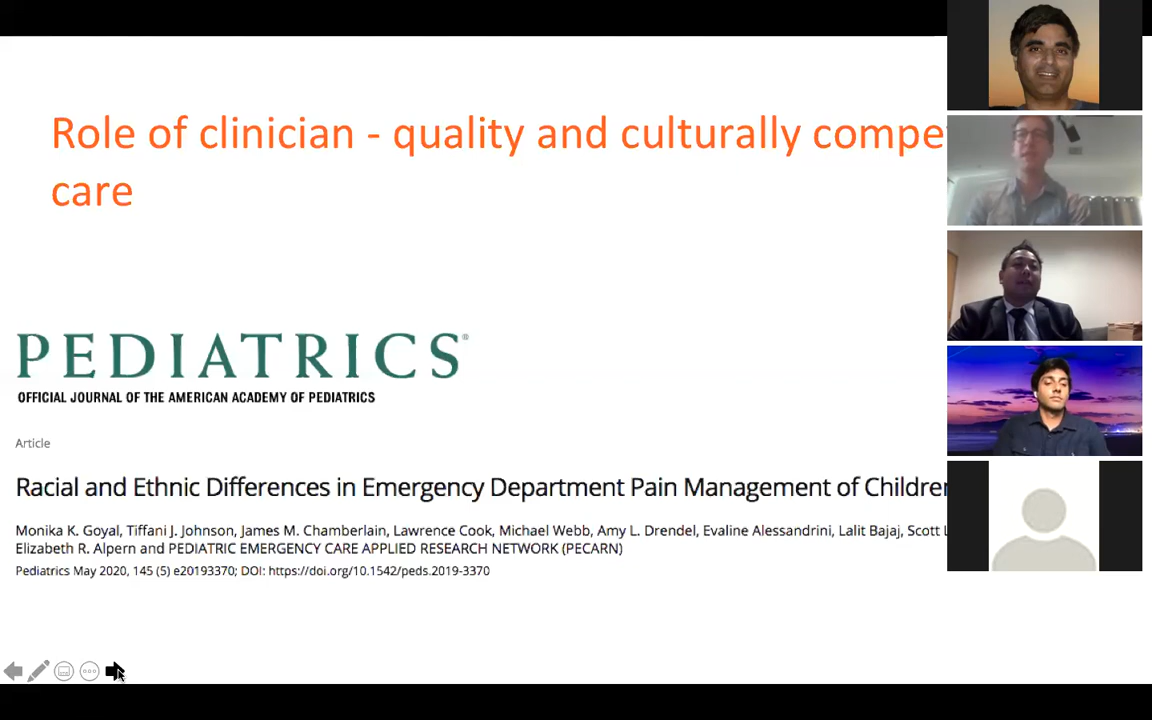 Role of clinician - quality and culturally compe
care
PEDIATRICS®
OFFICIAL JOURNAL OF THE AMERICAN ACADEMY OF PEDIATRICS
Article
Racial and Ethnic Differences in Emergency Department Pain Management of Children
Monika K. Goyal, Tiffani J. Johnson, James M. Chamberlain, Lawrence Cook, Michael Webb, Amy L. Drendel, Evaline Alessandrini, Lalit Bajaj, Scott L
Elizabeth R. Alpern and PEDIATRIC EMERGENCY CARE APPLIED RESEARCH NETWORK (PECARN)
Pediatrics May 2020, 145 (5) e20193370; DOI: https://doi.org/10.1542/peds.2019-3370